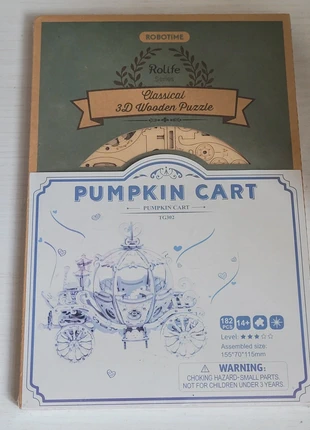 ROBOTIME
Rolife
Classical
3D Wooden Puzzle
PUMPKIN CART
PUMPKIN CART
TG302
182
PCS
14+
Level ★★★☆☆
Assembled size:
155*70*115mm
WARNING:
CHOKING HAZARD-SMALL PARTS.
NOT FOR CHILDREN UNDER 3 YEARS.